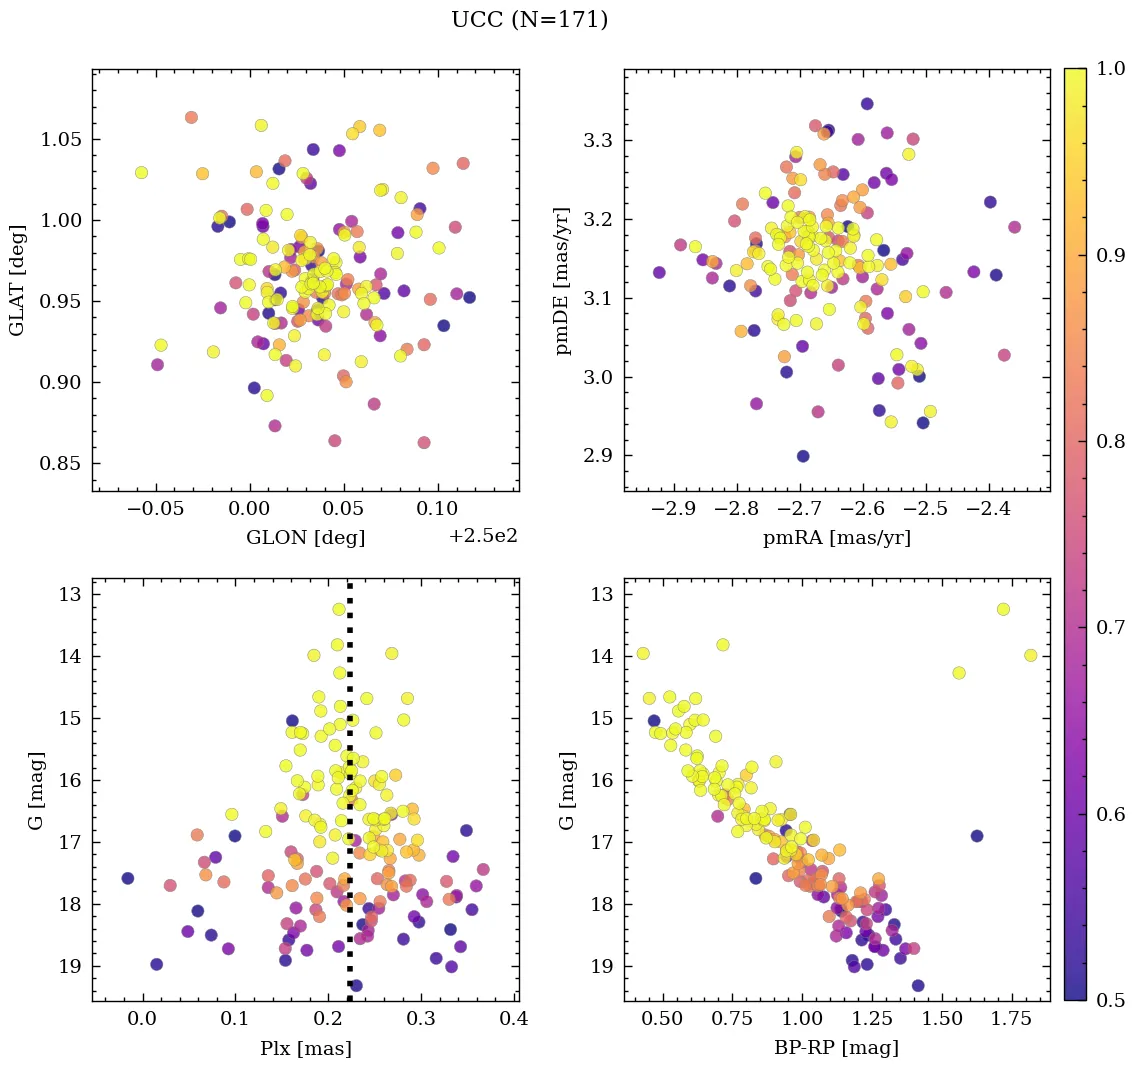 UCC (N=171)
1.05
1.00
0.95
0.90
0.85
GLAT [deg]
−0.05 0.00 0.05 0.10
GLON [deg]
+2.5e2
3.3
3.2
3.1
3.0
2.9
pmDE [mas/yr]
−2.9 −2.8 −2.7 −2.6 −2.5 −2.4
pmRA [mas/yr]
13
14
15
16
17
18
19
G [mag]
0.0 0.1 0.2 0.3 0.4
Plx [mas]
13
14
15
16
17
18
19
G [mag]
0.50 0.75 1.00 1.25 1.50 1.75
BP-RP [mag]
1.0
0.9
0.8
0.7
0.6
0.5